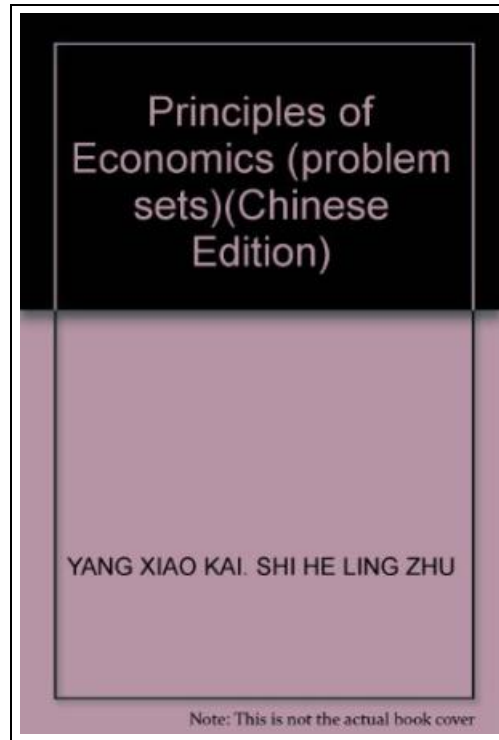 Principles of
Economics (problem
sets)(Chinese
Edition)
YANG XIAO KAI. SHI HE LING ZHU
Note: This is not the actual book cover